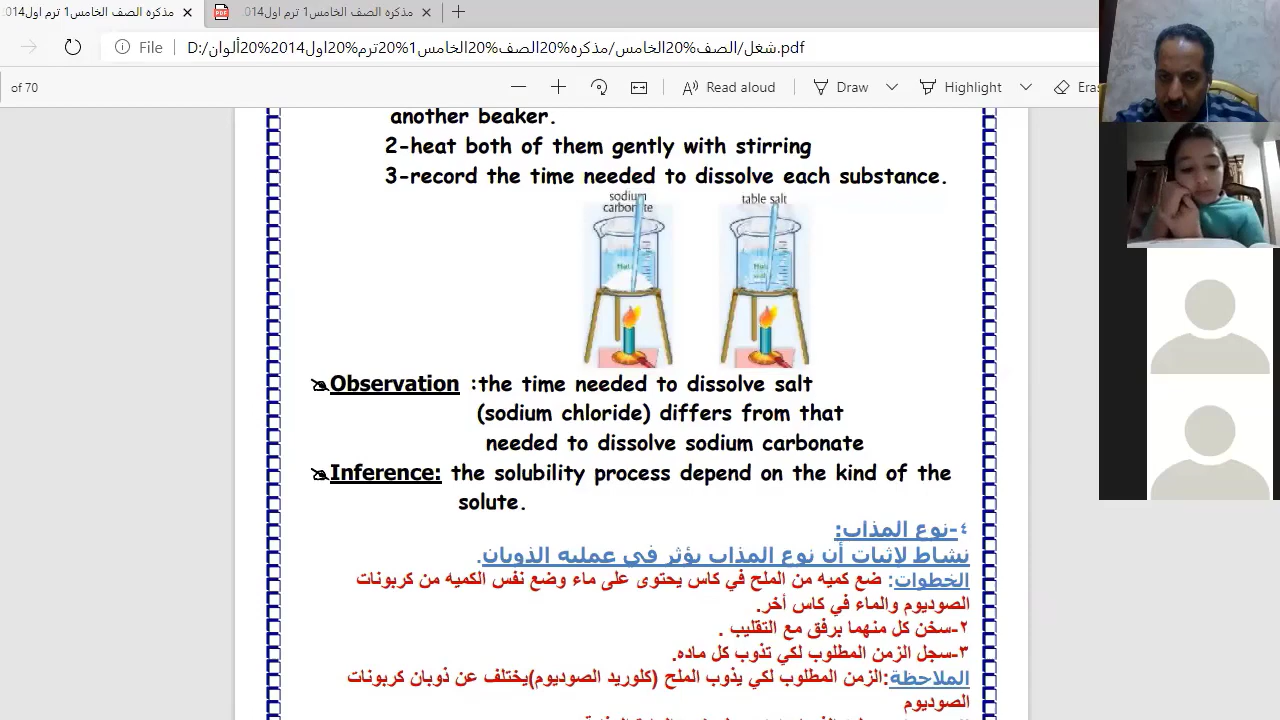 مذكره الصف الخامس1 ترم اول014
مذكره الصف الخامس1 ترم اول014
File
D:/شغل/الصف%20الخامس/مذكره%20الصف%20الخامس1%20ترم%20اول2014%20ألوان.pdf
of 70
Read aloud
Draw
Highlight
Eras
another beaker.
2-heat both of them gently with stirring
3-record the time needed to dissolve each substance.
sodium carbonate
table salt
Observation :the time needed to dissolve salt
(sodium chloride) differs from that
needed to dissolve sodium carbonate
Inference: the solubility process depend on the kind of the
solute.
٤-نوع المذاب:
نشاط لإثبات أن نوع المذاب يؤثر في عمليه الذوبان.
الخطوات: ضع كميه من الملح في كاس يحتوى على ماء وضع نفس الكميه من كربونات
الصوديوم والماء في كاس أخر.
٢-سخن كل منهما برفق مع التقليب .
٣-سجل الزمن المطلوب لكي تذوب كل ماده.
الملاحظة:الزمن المطلوب لكي يذوب الملح (كلوريد الصوديوم)يختلف عن ذوبان كربونات
الصوديوم